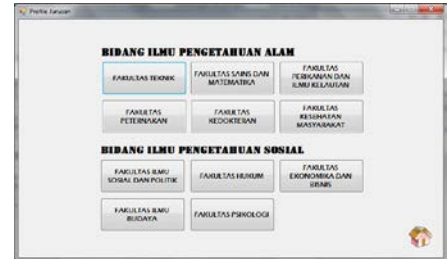 Profile Jurusan
BIDANG ILMU PENGETAHUAN ALAM
FAKULTAS TEKNIK
FAKULTAS SAINS DAN
MATEMATIKA
FAKULTAS
PERIKANAN DAN
ILMU KELAUTAN
FAKULTAS
PETERNAKAN
FAKULTAS
KEDOKTERAN
FAKULTAS
KESEHATAN
MASYARAKAT
BIDANG ILMU PENGETAHUAN SOSIAL
FAKULTAS ILMU
SOSIAL DAN POLITIK
FAKULTAS HUKUM
FAKULTAS
EKONOMIKA DAN
BISNIS
FAKULTAS ILMU
BUDAYA
FAKULTAS PSIKOLOGI